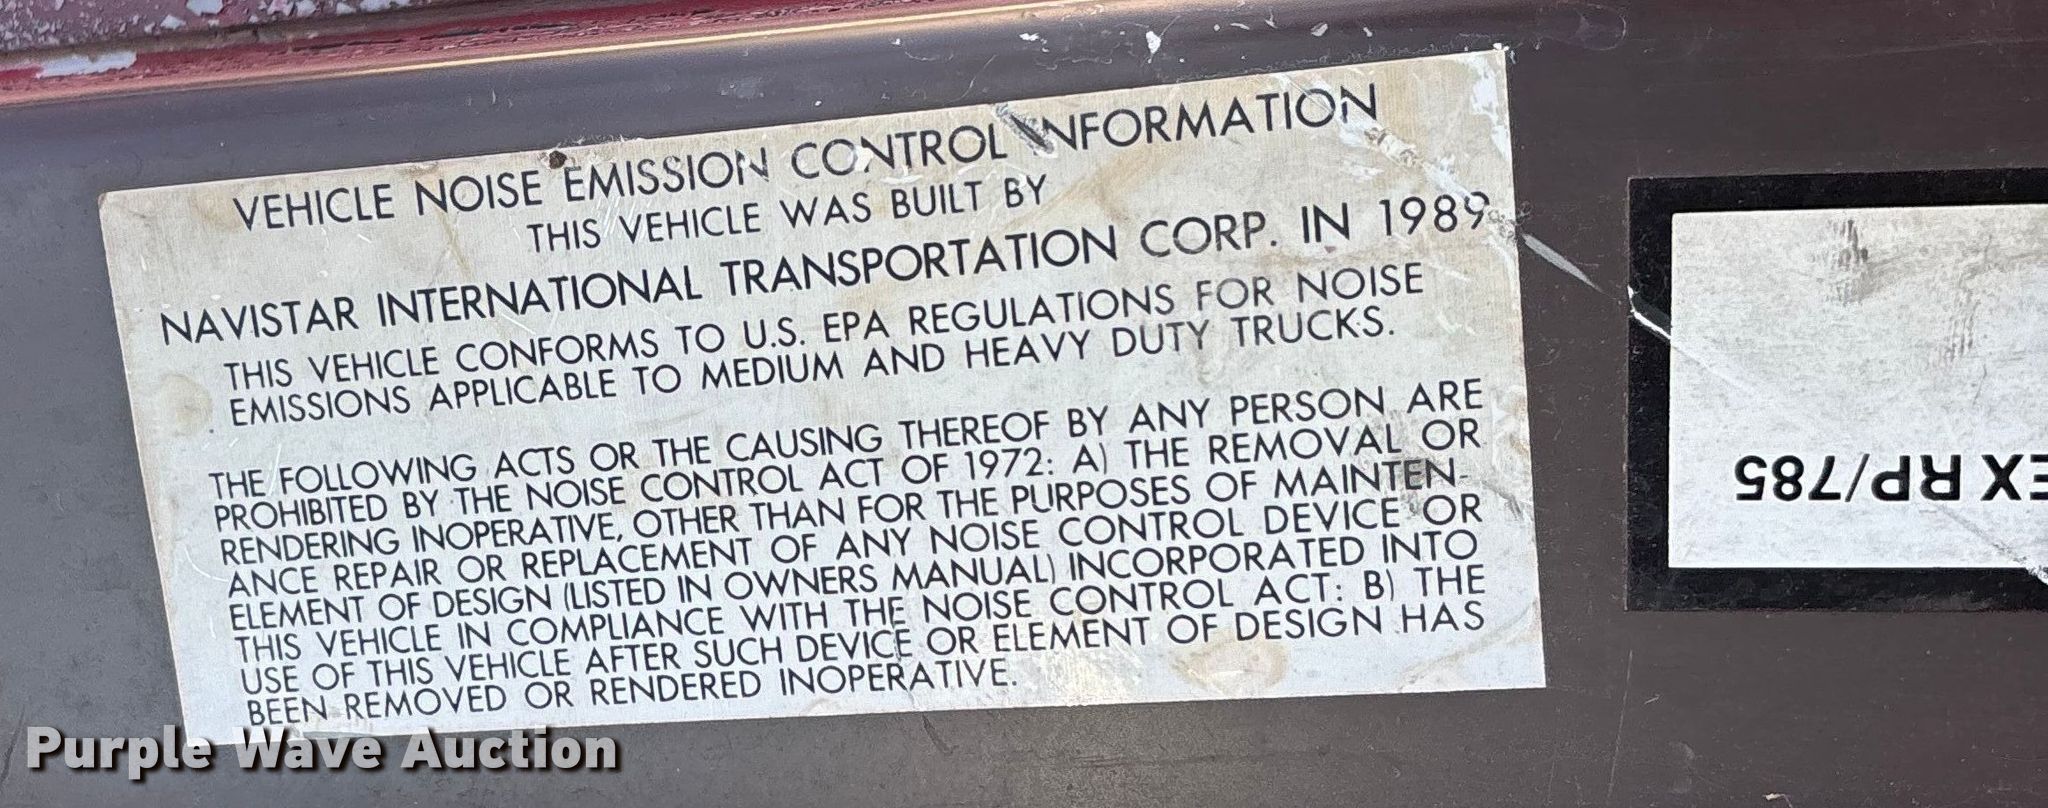 VEHICLE NOISE EMISSION CONTROL INFORMATION
THIS VEHICLE WAS BUILT BY
NAVISTAR INTERNATIONAL TRANSPORTATION CORP. IN 1989
THIS VEHICLE CONFORMS TO U.S. EPA REGULATIONS FOR NOISE
EMISSIONS APPLICABLE TO MEDIUM AND HEAVY DUTY TRUCKS.
THE FOLLOWING ACTS OR THE CAUSING THEREOF BY ANY PERSON ARE
PROHIBITED BY THE NOISE CONTROL ACT OF 1972: A) THE REMOVAL OR
RENDERING INOPERATIVE, OTHER THAN FOR THE PURPOSES OF MAINTEN-
ANCE REPAIR OR REPLACEMENT OF ANY NOISE CONTROL DEVICE OR
ELEMENT OF DESIGN (LISTED IN OWNERS MANUAL) INCORPORATED INTO
THIS VEHICLE IN COMPLIANCE WITH THE NOISE CONTROL ACT: B) THE
USE OF THIS VEHICLE AFTER SUCH DEVICE OR ELEMENT OF DESIGN HAS
BEEN REMOVED OR RENDERED INOPERATIVE.
EX RP/785
Purple Wave Auction